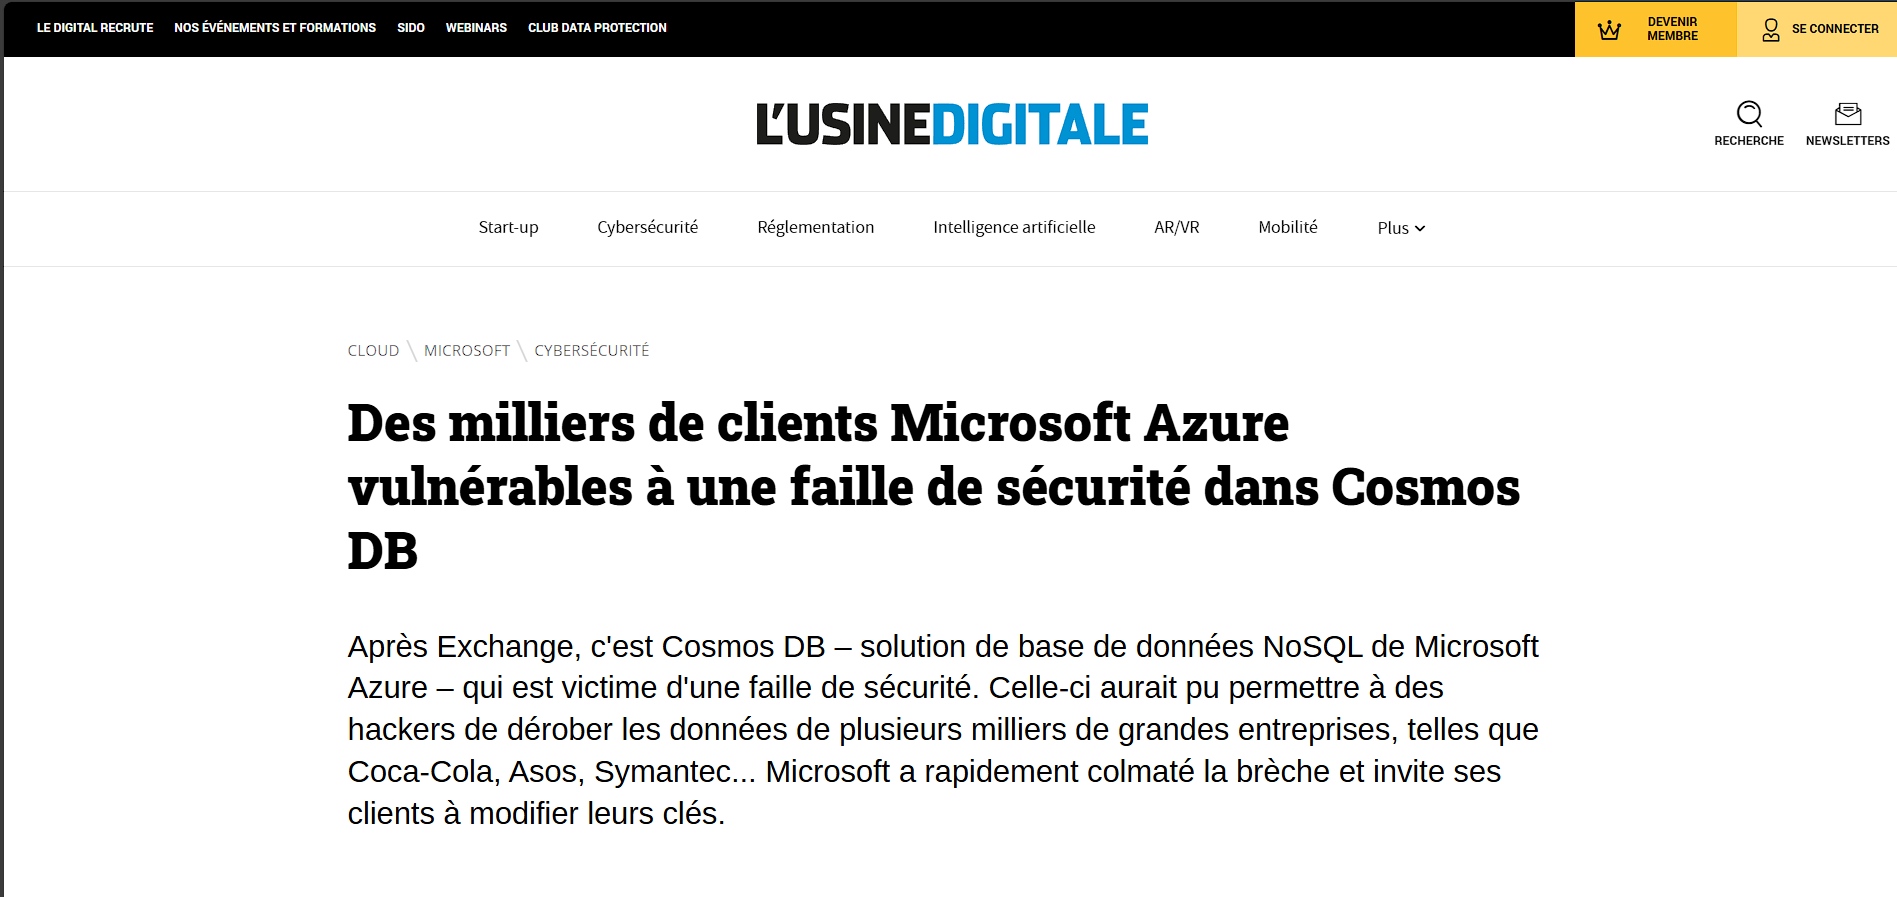 LE DIGITAL RECRUTE NOS ÉVÉNEMENTS ET FORMATIONS SIDO WEBINARS CLUB DATA PROTECTION
DEVENIR
MEMBRE
SE CONNECTER
L'USINEDIGITALE
RECHERCHE
NEWSLETTERS
Start-up Cybersécurité Réglementation Intelligence artificielle AR/VR Mobilité Plus
CLOUD \ MICROSOFT \ CYBERSÉCURITÉ
Des milliers de clients Microsoft Azure
vulnérables à une faille de sécurité dans Cosmos
DB
Après Exchange, c'est Cosmos DB – solution de base de données NoSQL de Microsoft
Azure – qui est victime d'une faille de sécurité. Celle-ci aurait pu permettre à des
hackers de dérober les données de plusieurs milliers de grandes entreprises, telles que
Coca-Cola, Asos, Symantec... Microsoft a rapidement colmaté la brèche et invite ses
clients à modifier leurs clés.